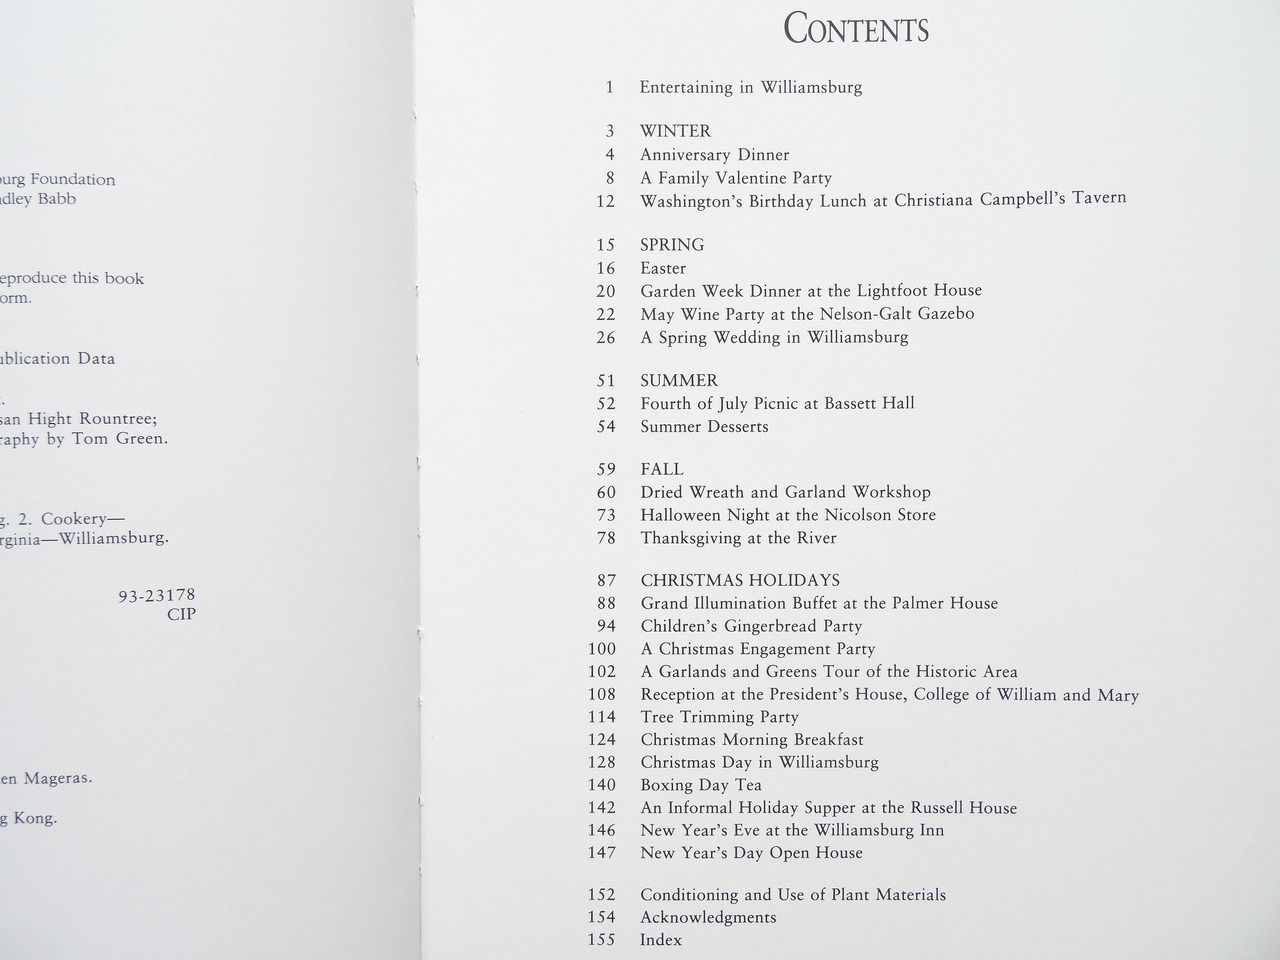 Foundation
Babb
this book
Data
Hight Rountree;
by Tom Green.
2. Cookery—
Williamsburg.
93-23178
CIP
Mageras.
Kong.
CONTENTS
1 Entertaining in Williamsburg
3 WINTER
4 Anniversary Dinner
8 A Family Valentine Party
12 Washington's Birthday Lunch at Christiana Campbell's Tavern
15 SPRING
16 Easter
20 Garden Week Dinner at the Lightfoot House
22 May Wine Party at the Nelson-Galt Gazebo
26 A Spring Wedding in Williamsburg
51 SUMMER
52 Fourth of July Picnic at Bassett Hall
54 Summer Desserts
59 FALL
60 Dried Wreath and Garland Workshop
73 Halloween Night at the Nicolson Store
78 Thanksgiving at the River
87 CHRISTMAS HOLIDAYS
88 Grand Illumination Buffet at the Palmer House
94 Children's Gingerbread Party
100 A Christmas Engagement Party
102 A Garlands and Greens Tour of the Historic Area
108 Reception at the President's House, College of William and Mary
114 Tree Trimming Party
124 Christmas Morning Breakfast
128 Christmas Day in Williamsburg
140 Boxing Day Tea
142 An Informal Holiday Supper at the Russell House
146 New Year's Eve at the Williamsburg Inn
147 New Year's Day Open House
152 Conditioning and Use of Plant Materials
154 Acknowledgments
155 Index